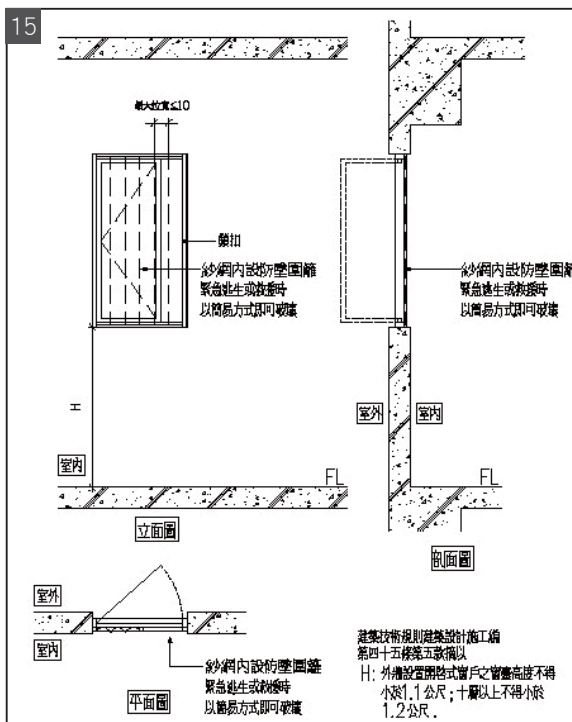 15
最大位寬≤10
鎖扣
紗網內設防墜圍籬
緊急逃生或救援時
以簡易方式即可破壞
H
室內
FL
立面圖
紗網內設防墜圍籬
緊急逃生或救援時
以簡易方式即可破壞
室外
室內
FL
剖面圖
室外
室內
紗網內設防墜圍籬
緊急逃生或救援時
以簡易方式即可破壞
平面圖
建築技術規則建築設計施工編
第四十五條第五款摘以
H: 外牆設置開啓式窗戶之窗臺高度不得
小於1.1公尺；十層以上不得小於
1.2公尺.